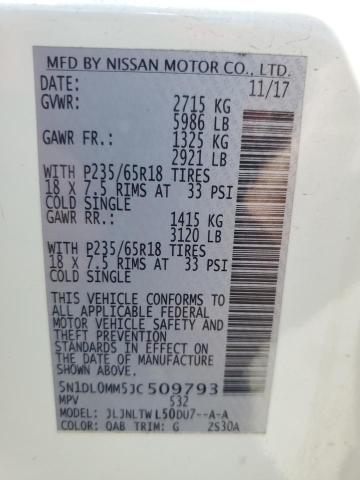 MFD BY NISSAN MOTOR CO., LTD.
DATE: 11/17
GVWR: 2715 KG
5986 LB
GAWR FR.: 1325 KG
2921 LB
WITH P235/65R18 TIRES
18 X 7.5 RIMS AT 33 PSI
COLD SINGLE
GAWR RR.: 1415 KG
3120 LB
WITH P235/65R18 TIRES
18 X 7.5 RIMS AT 33 PSI
COLD SINGLE
THIS VEHICLE CONFORMS TO
ALL APPLICABLE FEDERAL
MOTOR VEHICLE SAFETY AND
THEFT PREVENTION
STANDARDS IN EFFECT ON
THE DATE OF MANUFACTURE
SHOWN ABOVE.
5N1DL0MM5JC509793
MPV 532
MODEL: JLJNLTWL50DU7--A-A
COLOR: QAB TRIM: G 2S30A